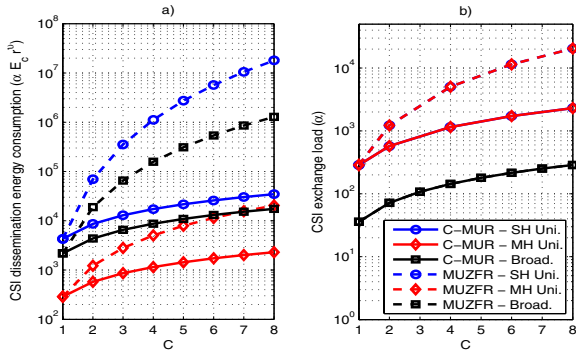 a)
CSI dissemination energy consumption (α E_c r^υ)
10^8
10^7
10^6
10^5
10^4
10^3
10^2
1 2 3 4 5 6 7 8
C
b)
CSI exchange load (α)
10^4
10^3
10^2
10^1
10^0
1 2 3 4 5 6 7 8
C
C−MUR − SH Uni.
C−MUR − MH Uni.
C−MUR − Broad.
MUZFR − SH Uni.
MUZFR − MH Uni.
MUZFR − Broad.